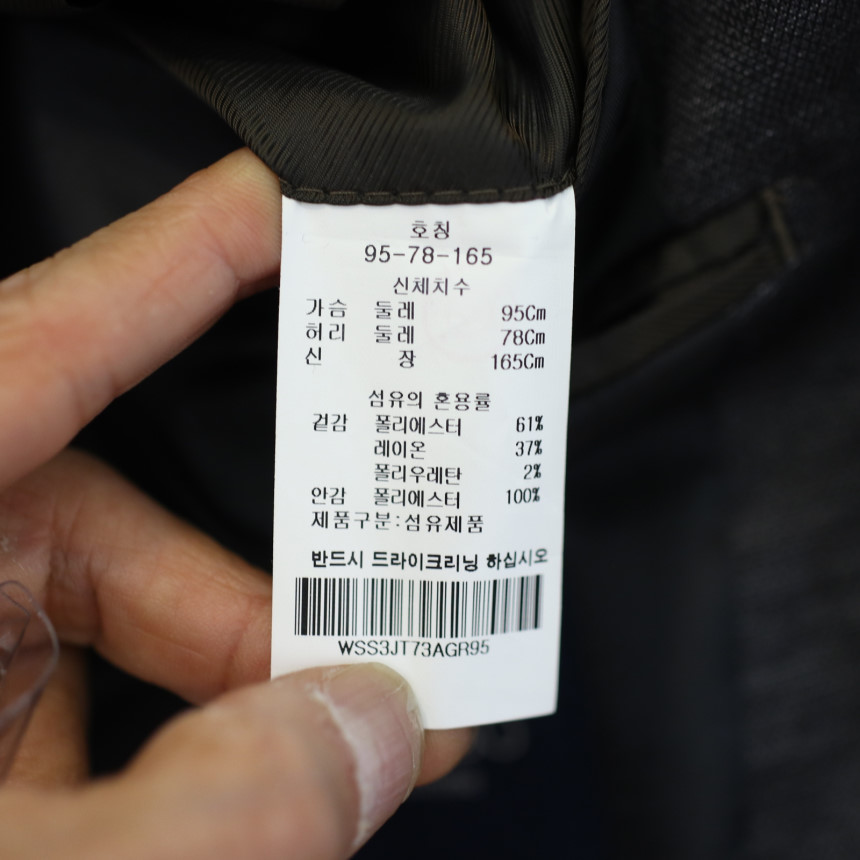 호칭
95-78-165
신체치수
가슴 둘레 95Cm
허리 둘레 78Cm
신 장 165Cm
섬유의 혼용률
겉감 폴리에스터 61%
레이온 37%
폴리우레탄 2%
안감 폴리에스터 100%
제품구분:섬유제품
반드시 드라이크리닝 하십시오
WSS3JT73AGR95